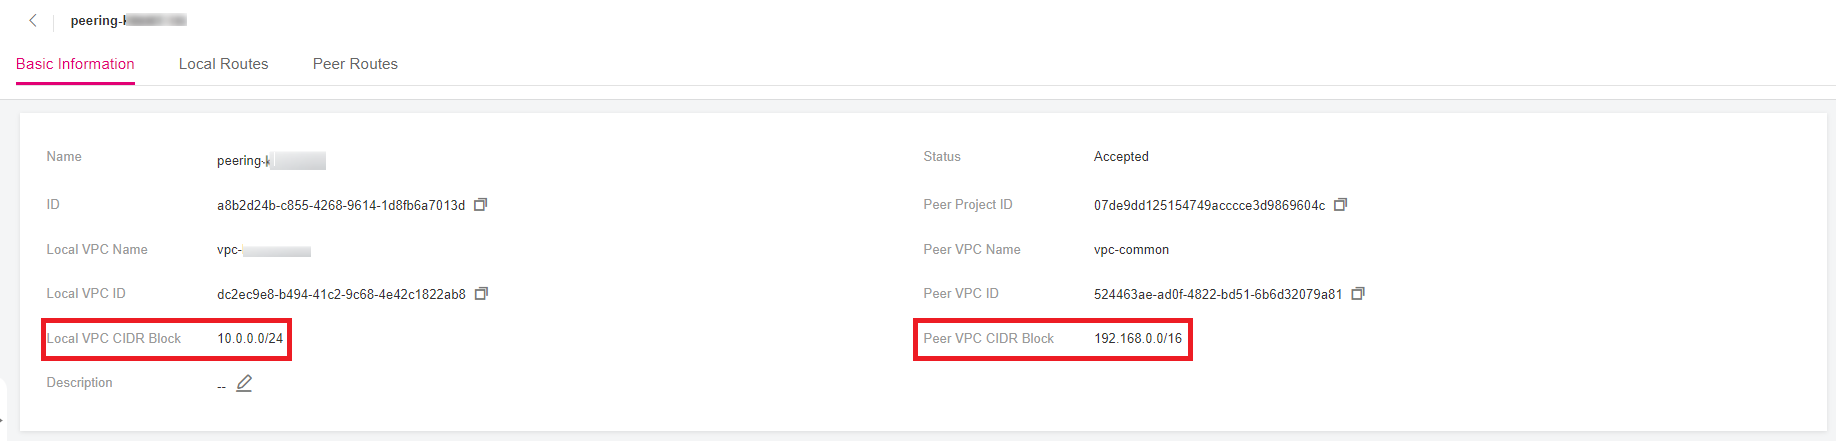 peering-
Basic Information Local Routes Peer Routes
Name peering- Status Accepted
ID a8b2d24b-c855-4268-9614-1d8fb6a7013d Peer Project ID 07de9dd125154749acccce3d9869604c
Local VPC Name vpc- Peer VPC Name vpc-common
Local VPC ID dc2ec9e8-b494-41c2-9c68-4e42c1822ab8 Peer VPC ID 524463ae-ad0f-4822-bd51-6b6d32079a81
Local VPC CIDR Block 10.0.0.0/24 Peer VPC CIDR Block 192.168.0.0/16
Description --